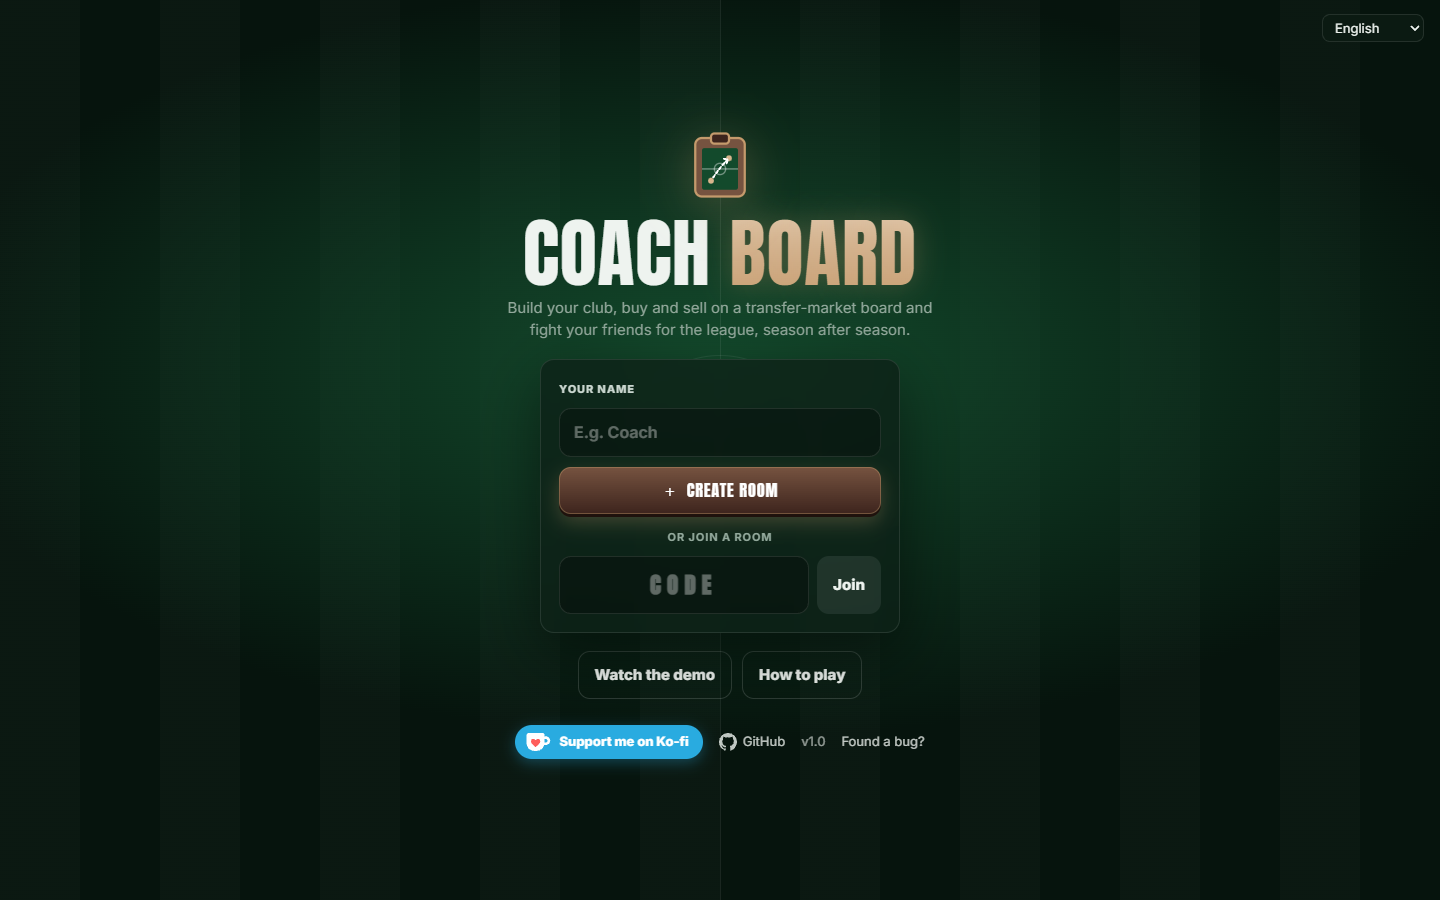 English
COACH BOARD
Build your club, buy and sell on a transfer-market board and
fight your friends for the league, season after season.
YOUR NAME
E.g. Coach
+ CREATE ROOM
OR JOIN A ROOM
CODE
Join
Watch the demo
How to play
Support me on Ko-fi
GitHub
v1.0
Found a bug?